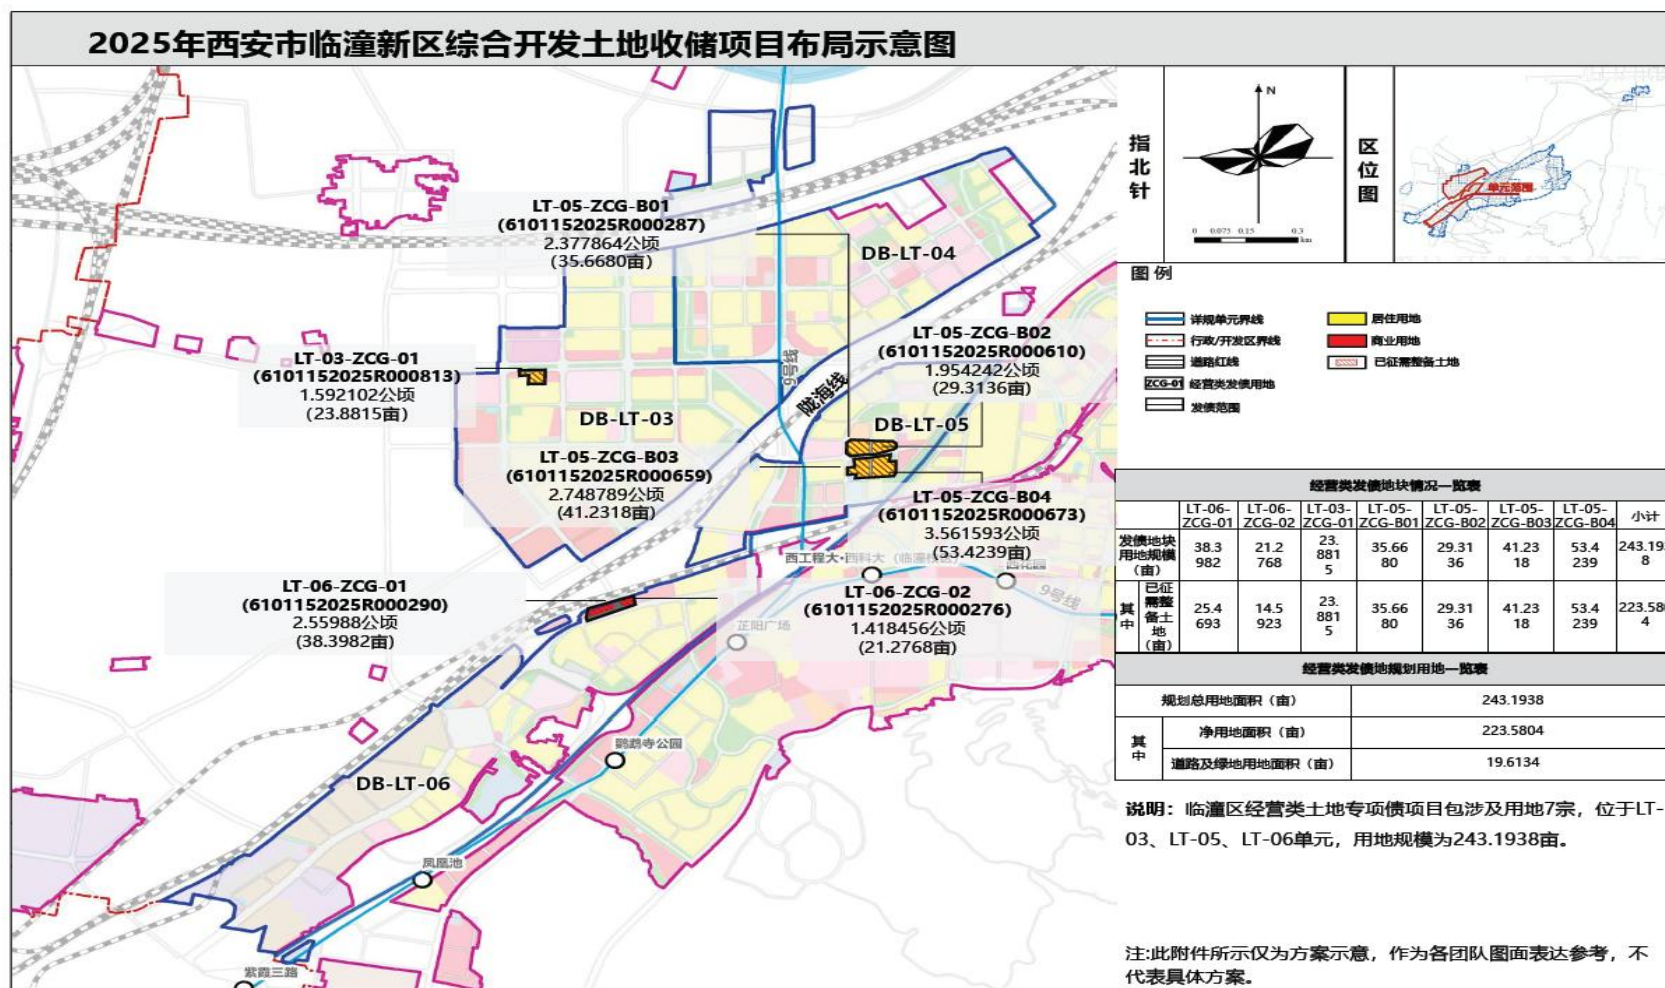 2025年西安市临潼新区综合开发土地收储项目布局示意图
LT-05-ZCG-B01
(6101152025R000287)
2.377864公顷
(35.6680亩)
DB-LT-04
LT-03-ZCG-01
(6101152025R000813)
1.592102公顷
(23.8815亩)
9号线
陇海线
LT-05-ZCG-B02
(6101152025R000610)
1.954242公顷
(29.3136亩)
DB-LT-03
DB-LT-05
LT-05-ZCG-B03
(6101152025R000659)
2.748789公顷
(41.2318亩)
LT-05-ZCG-B04
(6101152025R000673)
3.561593公顷
(53.4239亩)
西工程大·西科大（临潼校区）
西花园
9号线
LT-06-ZCG-01
(6101152025R000290)
2.55988公顷
(38.3982亩)
LT-06-ZCG-02
(6101152025R000276)
1.418456公顷
(21.2768亩)
芷阳广场
鹦鹉寺公园
DB-LT-06
凤凰池
紫霞三路
指北针
N
0 0.075 0.15 0.3
km
区位图
单元范围
图例
详规单元界线
居住用地
行政/开发区界线
商业用地
道路红线
已征需整备土地
ZCG-01 经营类发债用地
发债范围
经营类发债地块情况一览表
LT-06-ZCG-01 LT-06-ZCG-02 LT-03-ZCG-01 LT-05-ZCG-B01 LT-05-ZCG-B02 LT-05-ZCG-B03 LT-05-ZCG-B04 小计
发债地块用地规模（亩） 38.3982 21.2768 23.8815 35.6680 29.3136 41.2318 53.4239 243.1938
其中 已征需整备土地（亩） 25.4693 14.5923 23.8815 35.6680 29.3136 41.2318 53.4239 223.5804
经营类发债地规划用地一览表
规划总用地面积（亩） 243.1938
其中 净用地面积（亩） 223.5804
道路及绿地用地面积（亩） 19.6134
说明：临潼区经营类土地专项债项目包涉及用地7宗，位于LT-
03、LT-05、LT-06单元，用地规模为243.1938亩。
注:此附件所示仅为方案示意，作为各团队图面表达参考，不
代表具体方案。